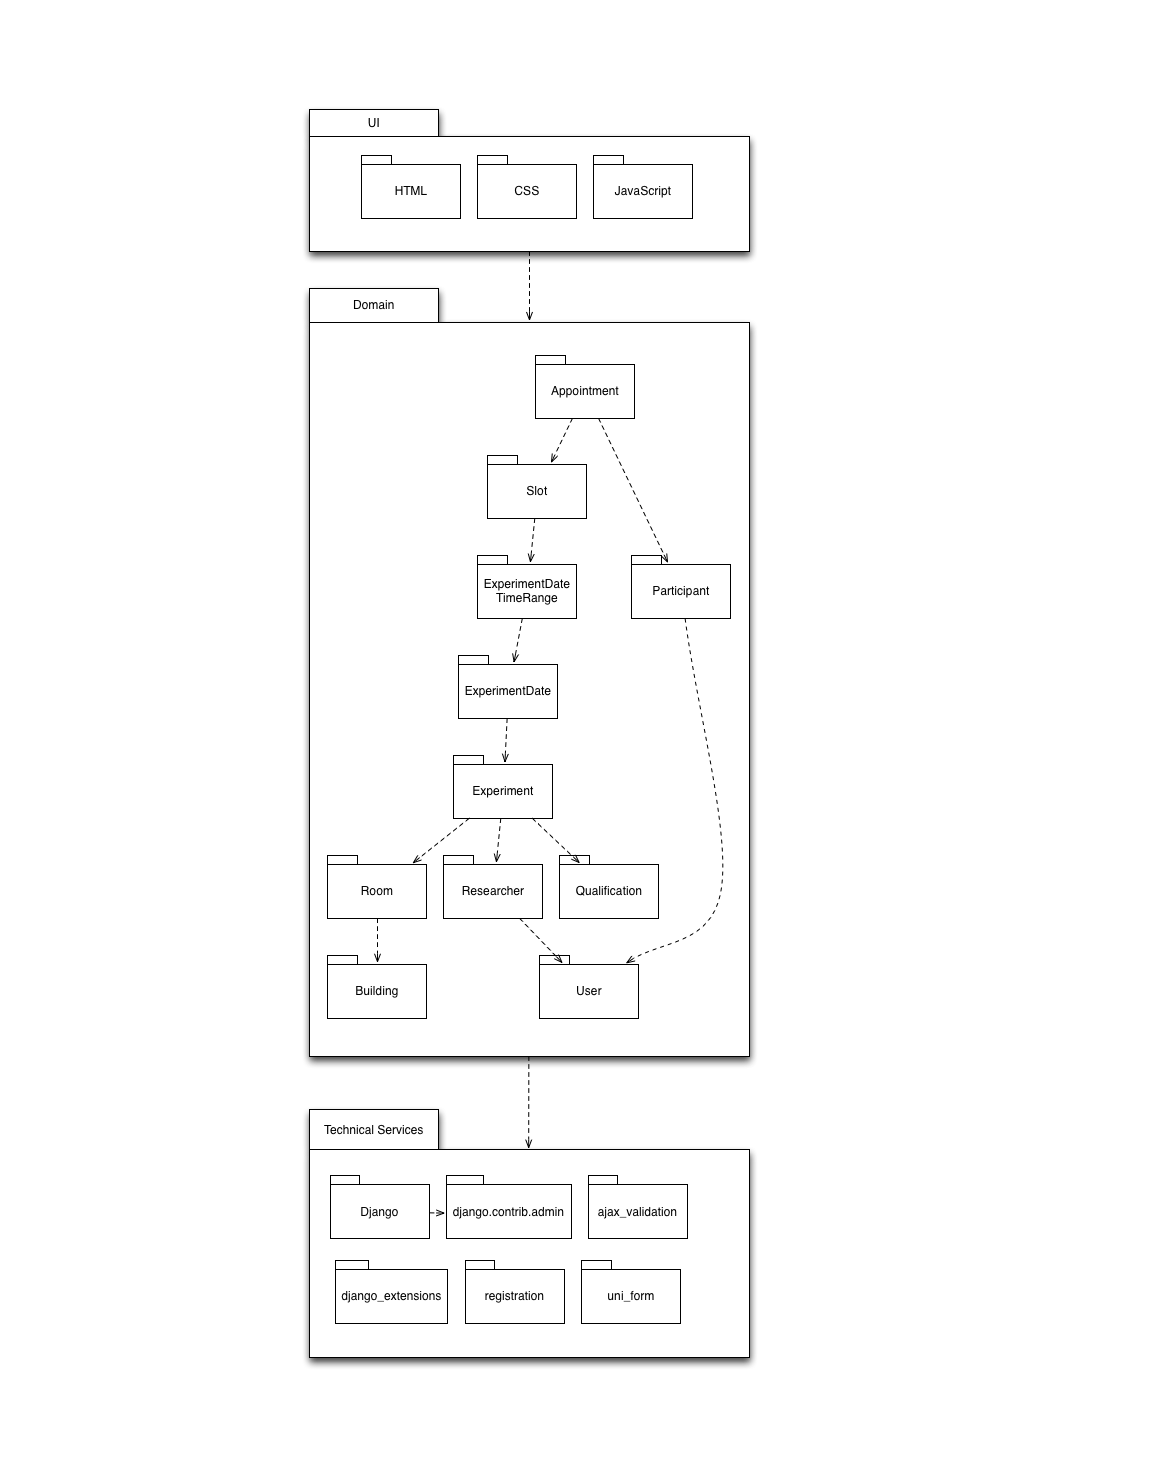 UI
HTML
CSS
JavaScript
Domain
Appointment
Slot
ExperimentDate
TimeRange
Participant
ExperimentDate
Experiment
Room
Researcher
Qualification
Building
User
Technical Services
Django
django.contrib.admin
ajax_validation
django_extensions
registration
uni_form